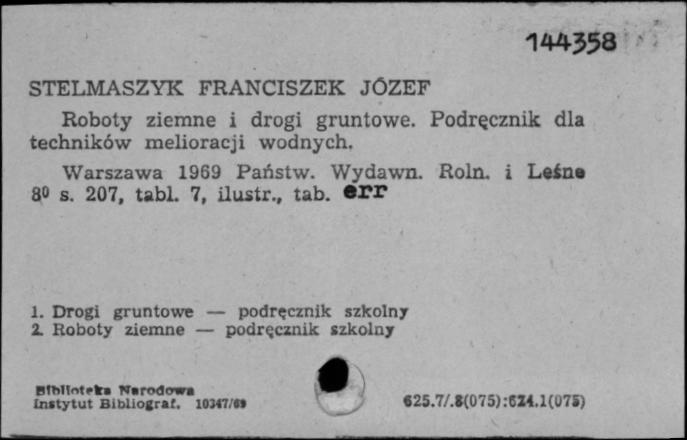 144358
STELMASZYK FRANCISZEK JÓZEF
Roboty ziemne i drogi gruntowe. Podręcznik dla
techników melioracji wodnych.
Warszawa 1969 Państw. Wydawn. Roln. i Leśne
8⁰ s. 207, tabl. 7, ilustr., tab. err
1. Drogi gruntowe — podręcznik szkolny
2. Roboty ziemne — podręcznik szkolny
Biblioteka Narodowa
Instytut Bibliograf. 10347/69
625.7/.8(075):624.1(075)